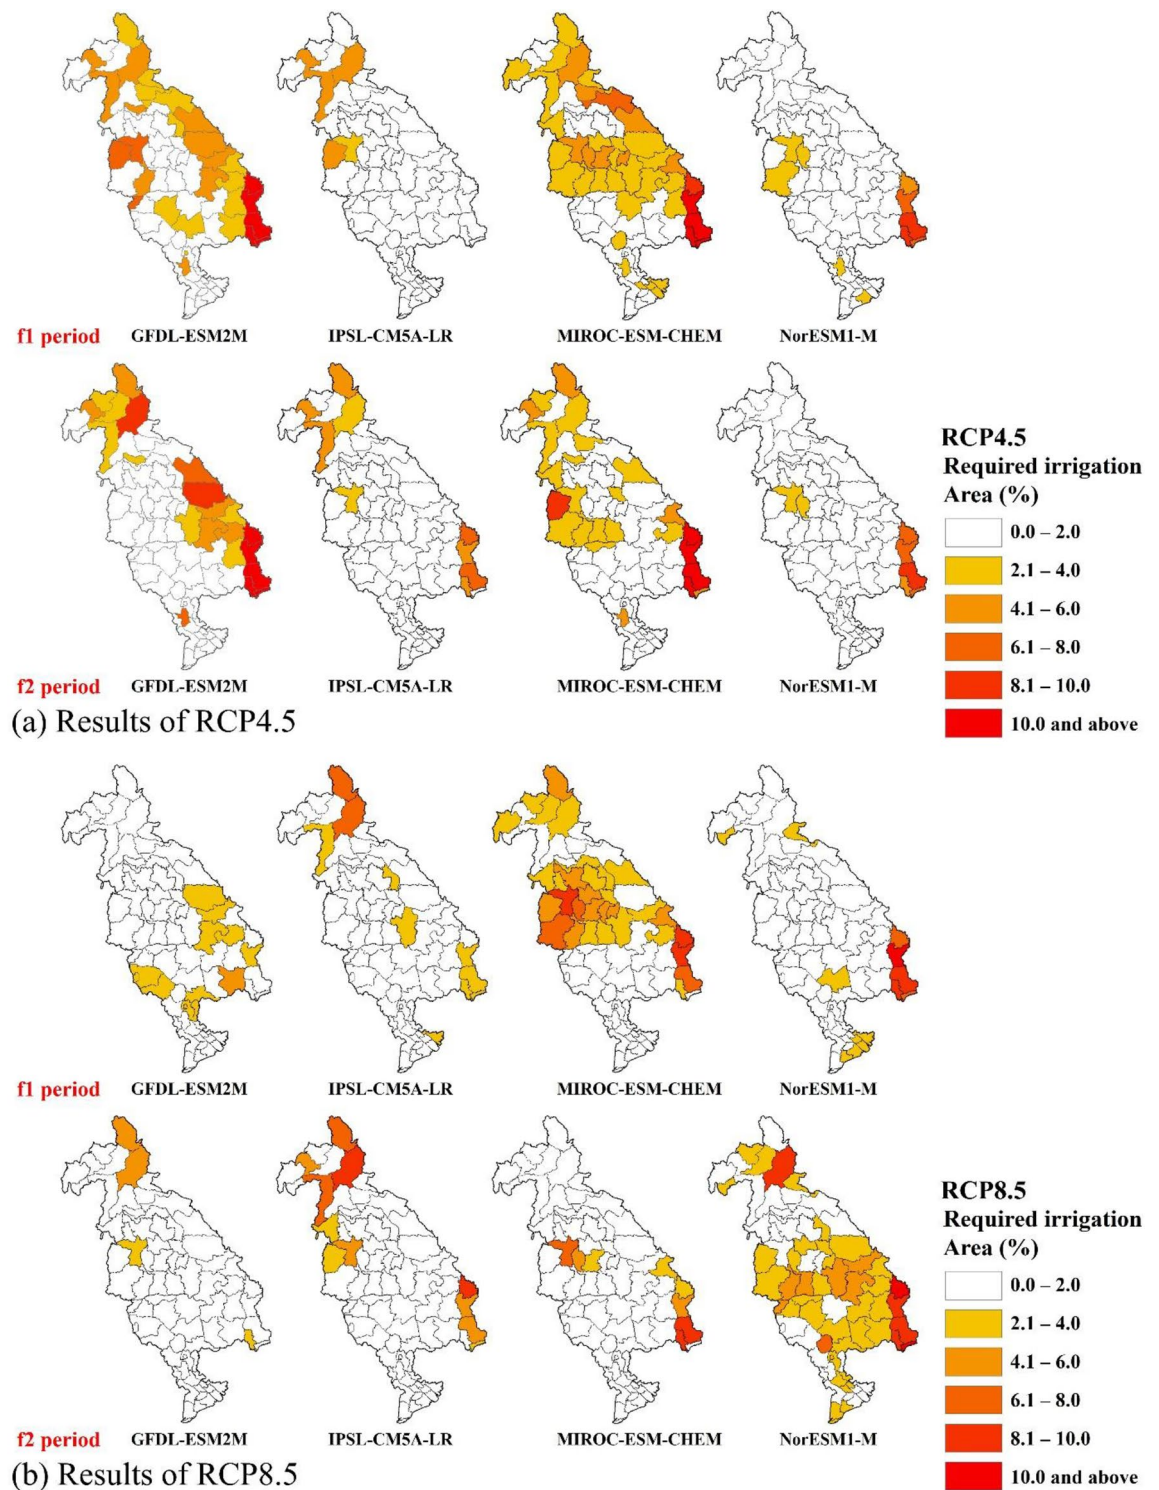 f1 period
GFDL-ESM2M
IPSL-CM5A-LR
MIROC-ESM-CHEM
NorESM1-M
RCP4.5
Required irrigation
Area (%)
0.0 – 2.0
2.1 – 4.0
4.1 – 6.0
6.1 – 8.0
8.1 – 10.0
10.0 and above
f2 period
GFDL-ESM2M
IPSL-CM5A-LR
MIROC-ESM-CHEM
NorESM1-M
(a) Results of RCP4.5
f1 period
GFDL-ESM2M
IPSL-CM5A-LR
MIROC-ESM-CHEM
NorESM1-M
RCP8.5
Required irrigation
Area (%)
0.0 – 2.0
2.1 – 4.0
4.1 – 6.0
6.1 – 8.0
8.1 – 10.0
10.0 and above
f2 period
GFDL-ESM2M
IPSL-CM5A-LR
MIROC-ESM-CHEM
NorESM1-M
(b) Results of RCP8.5